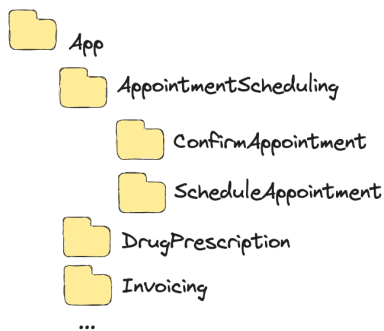 App
AppointmentScheduling
ConfirmAppointment
ScheduleAppointment
DrugPrescription
Invoicing
...